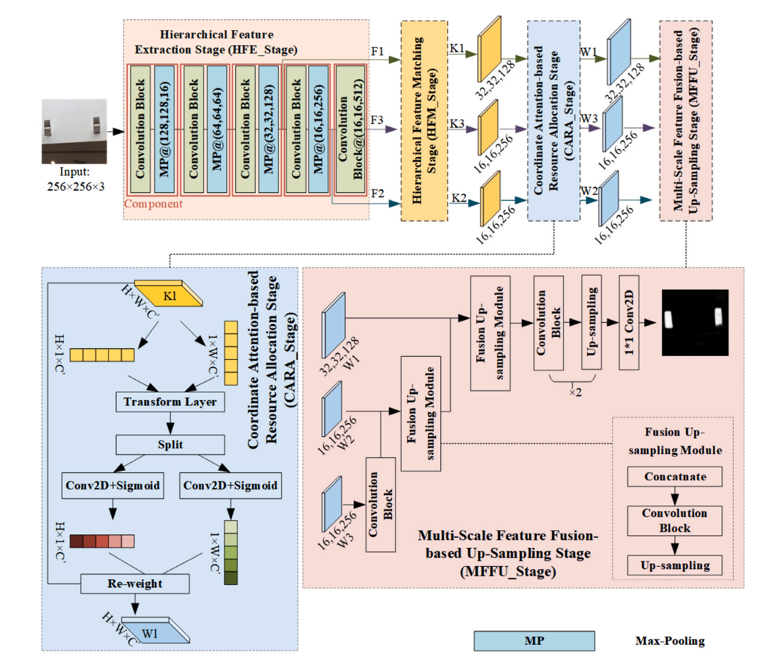 Hierarchical Feature
Extraction Stage (HFE_Stage)
Input:
256×256×3
Convolution Block
MP@(128,128,16)
Convolution Block
MP@(64,64,64)
Convolution Block
MP@(32,32,128)
Convolution Block
MP@(16,16,256)
Convolution
Block@(16,16,512)
Component
F1
F3
F2
Hierarchical Feature Matching
Stage (HFM_Stage)
K1
32,32,128
K3
16,16,256
K2
16,16,256
Coordinate Attention-based
Resource Allocation Stage
(CARA_Stage)
W1
32,32,128
W3
16,16,256
W2
16,16,256
Multi-Scale Feature Fusion-based
Up-Sampling Stage (MFFU_Stage)
H×W×C'
K1
H×1×C'
1×W×C'
Transform Layer
Split
Conv2D+Sigmoid
Conv2D+Sigmoid
H×1×C'
1×W×C'
Re-weight
H×W×C'
W1
Coordinate Attention-based
Resource Allocation Stage
(CARA_Stage)
32,32,128
W1
16,16,256
W2
16,16,256
W3
Convolution
Block
Fusion Up-
sampling Module
Fusion Up-
sampling Module
Convolution
Block
Up-sampling
×2
1*1 Conv2D
Fusion Up-
sampling Module
Concatnate
Convolution
Block
Up-sampling
Multi-Scale Feature Fusion-
based Up-Sampling Stage
(MFFU_Stage)
MP
Max-Pooling